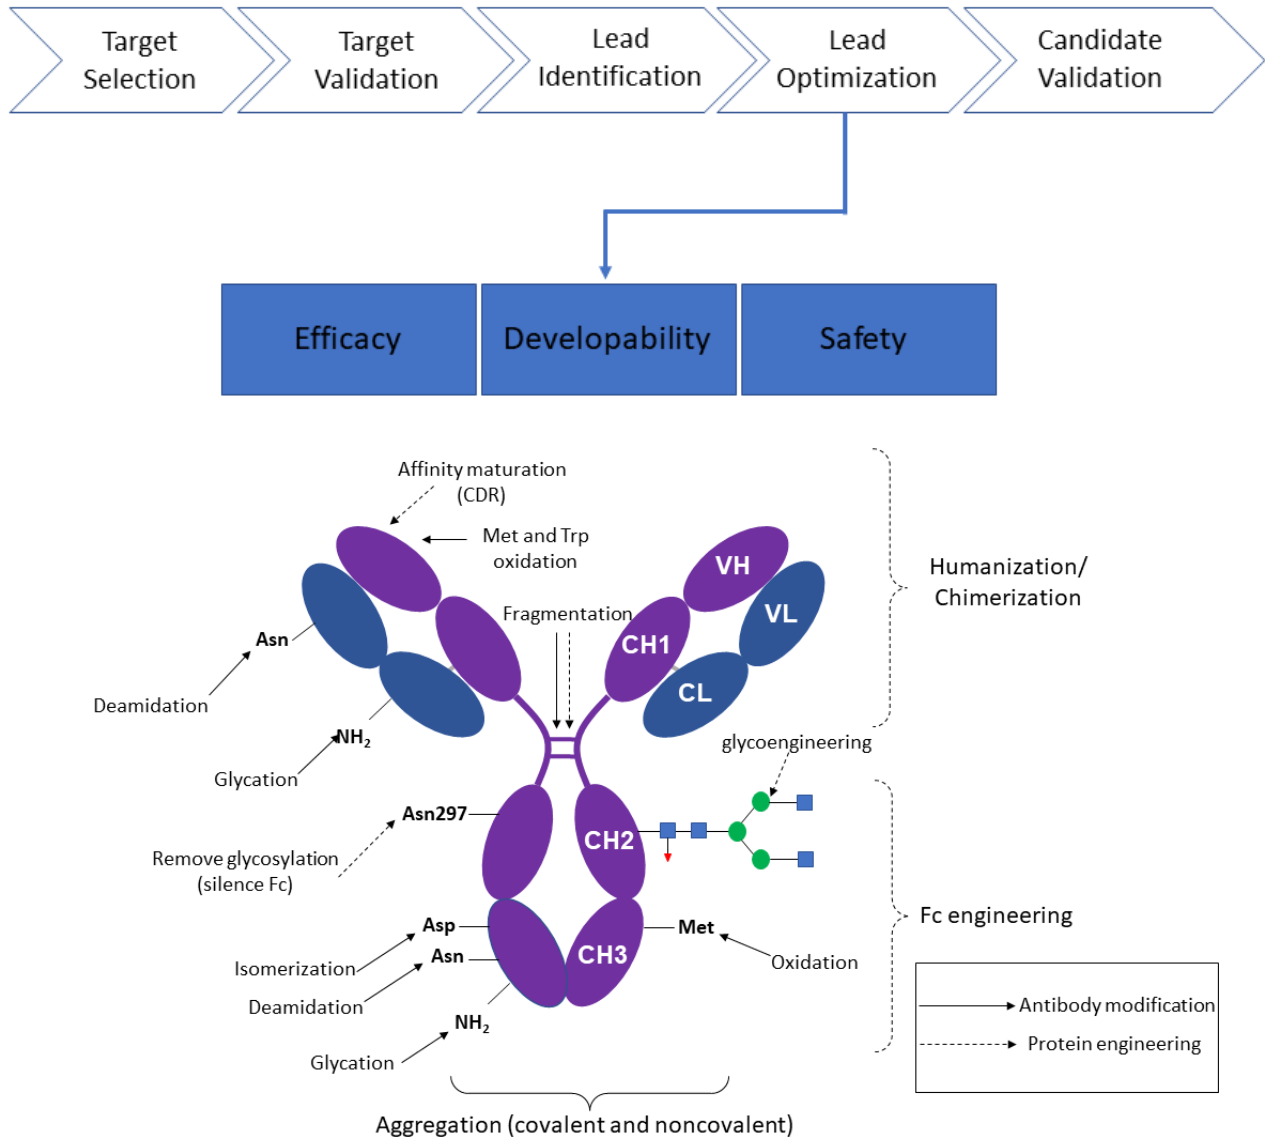 Target
Selection
Target
Validation
Lead
Identification
Lead
Optimization
Candidate
Validation
Efficacy
Developability
Safety
Affinity maturation
(CDR)
Met and Trp
oxidation
Fragmentation
VH
VL
CH1
CL
Humanization/
Chimerization
Asn
Deamidation
NH2
Glycation
glycoengineering
Asn297
Remove glycosylation
(silence Fc)
CH2
Fc engineering
Asp
Isomerization
Asn
Deamidation
NH2
Glycation
CH3
Met
Oxidation
Antibody modification
Protein engineering
Aggregation (covalent and noncovalent)